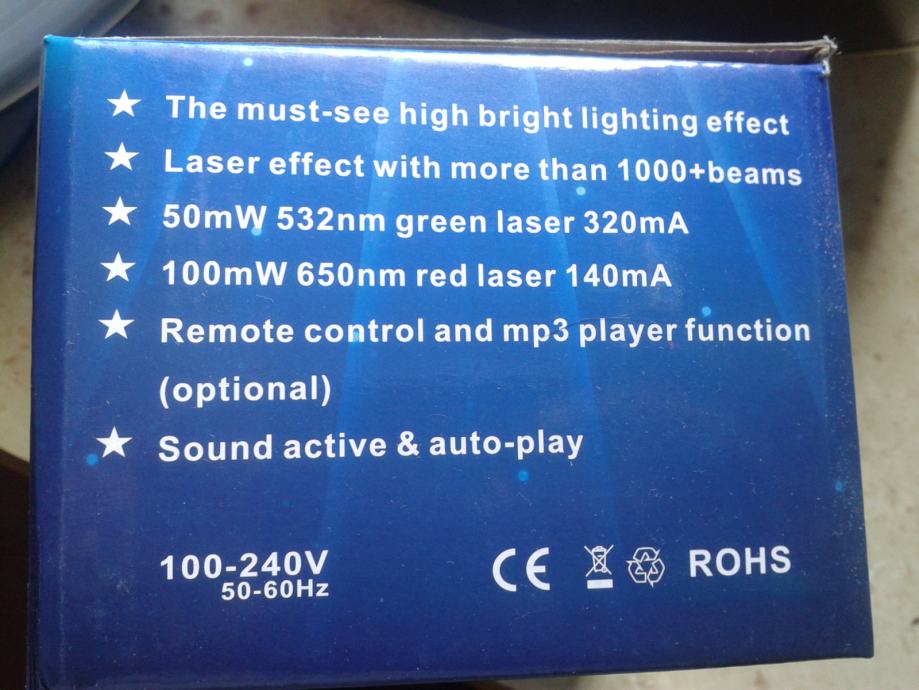 The must-see high bright lighting effect
Laser effect with more than 1000+beams
50mW 532nm green laser 320mA
100mW 650nm red laser 140mA
Remote control and mp3 player function
(optional)
Sound active & auto-play
100-240V
50-60Hz
CE ROHS